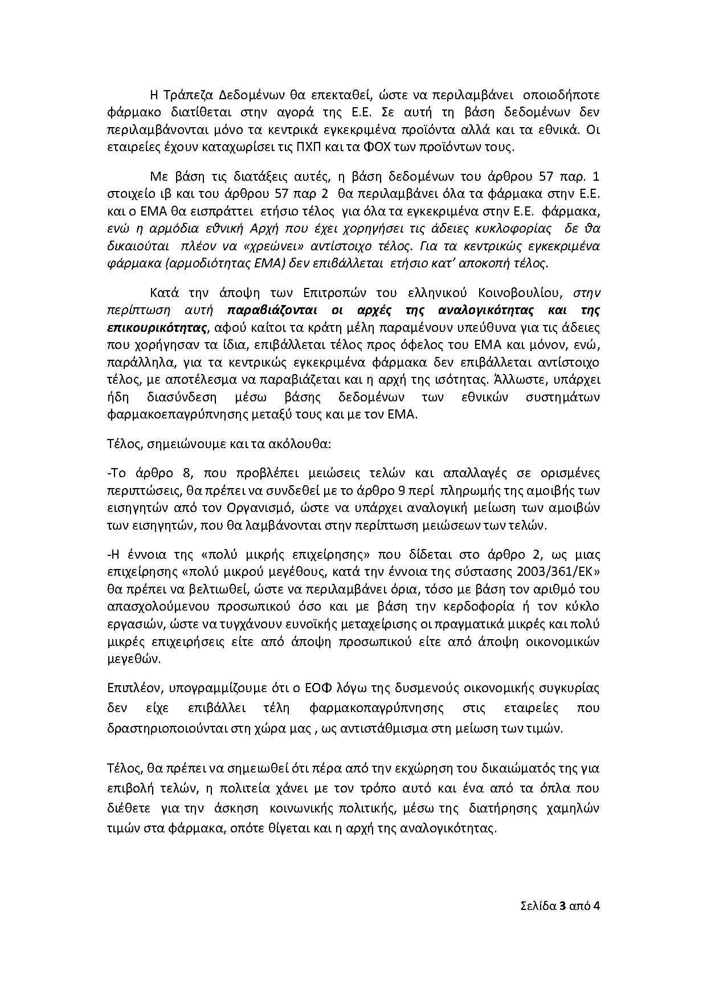 Η Τράπεζα Δεδομένων θα επεκταθεί, ώστε να περιλαμβάνει οποιοδήποτε
φάρμακο διατίθεται στην αγορά της Ε.Ε. Σε αυτή τη βάση δεδομένων δεν
περιλαμβάνονται μόνο τα κεντρικά εγκεκριμένα προϊόντα αλλά και τα εθνικά. Οι
εταιρείες έχουν καταχωρίσει τις ΠΧΠ και τα ΦΟΧ των προϊόντων τους.
Με βάση τις διατάξεις αυτές, η βάση δεδομένων του άρθρου 57 παρ. 1
στοιχείο ιβ και του άρθρου 57 παρ 2 θα περιλαμβάνει όλα τα φάρμακα στην Ε.Ε.
και ο ΕΜΑ θα εισπράττει ετήσιο τέλος για όλα τα εγκεκριμένα στην Ε.Ε. φάρμακα,
ενώ η αρμόδια εθνική Αρχή που έχει χορηγήσει τις άδειες κυκλοφορίας δε θα
δικαιούται πλέον να «χρεώνει» αντίστοιχο τέλος. Για τα κεντρικώς εγκεκριμένα
φάρμακα (αρμοδιότητας ΕΜΑ) δεν επιβάλλεται ετήσιο κατ’ αποκοπή τέλος.
Κατά την άποψη των Επιτροπών του ελληνικού Κοινοβουλίου, στην
περίπτωση αυτή παραβιάζονται οι αρχές της αναλογικότητας και της
επικουρικότητας, αφού καίτοι τα κράτη μέλη παραμένουν υπεύθυνα για τις άδειες
που χορήγησαν τα ίδια, επιβάλλεται τέλος προς όφελος του ΕΜΑ και μόνον, ενώ,
παράλληλα, για τα κεντρικώς εγκεκριμένα φάρμακα δεν επιβάλλεται αντίστοιχο
τέλος, με αποτέλεσμα να παραβιάζεται και η αρχή της ισότητας. Άλλωστε, υπάρχει
ήδη διασύνδεση μέσω βάσης δεδομένων των εθνικών συστημάτων
φαρμακοεπαγρύπνησης μεταξύ τους και με τον ΕΜΑ.
Τέλος, σημειώνουμε και τα ακόλουθα:
-Το άρθρο 8, που προβλέπει μειώσεις τελών και απαλλαγές σε ορισμένες
περιπτώσεις, θα πρέπει να συνδεθεί με το άρθρο 9 περί πληρωμής της αμοιβής των
εισηγητών από τον Οργανισμό, ώστε να υπάρχει αναλογική μείωση των αμοιβών
των εισηγητών, που θα λαμβάνονται στην περίπτωση μειώσεων των τελών.
-Η έννοια της «πολύ μικρής επιχείρησης» που δίδεται στο άρθρο 2, ως μιας
επιχείρησης «πολύ μικρού μεγέθους, κατά την έννοια της σύστασης 2003/361/ΕΚ»
θα πρέπει να βελτιωθεί, ώστε να περιλαμβάνει όρια, τόσο με βάση τον αριθμό του
απασχολούμενου προσωπικού όσο και με βάση την κερδοφορία ή τον κύκλο
εργασιών, ώστε να τυγχάνουν ευνοϊκής μεταχείρισης οι πραγματικά μικρές και πολύ
μικρές επιχειρήσεις είτε από άποψη προσωπικού είτε από άποψη οικονομικών
μεγεθών.
Επιπλέον, υπογραμμίζουμε ότι ο ΕΟΦ λόγω της δυσμενούς οικονομικής συγκυρίας
δεν είχε επιβάλλει τέλη φαρμακοπαγρύπνησης στις εταιρείες που
δραστηριοποιούνται στη χώρα μας , ως αντιστάθμισμα στη μείωση των τιμών.
Τέλος, θα πρέπει να σημειωθεί ότι πέρα από την εκχώρηση του δικαιώματός της για
επιβολή τελών, η πολιτεία χάνει με τον τρόπο αυτό και ένα από τα όπλα που
διέθετε για την άσκηση κοινωνικής πολιτικής, μέσω της διατήρησης χαμηλών
τιμών στα φάρμακα, οπότε θίγεται και η αρχή της αναλογικότητας.
Σελίδα 3 από 4